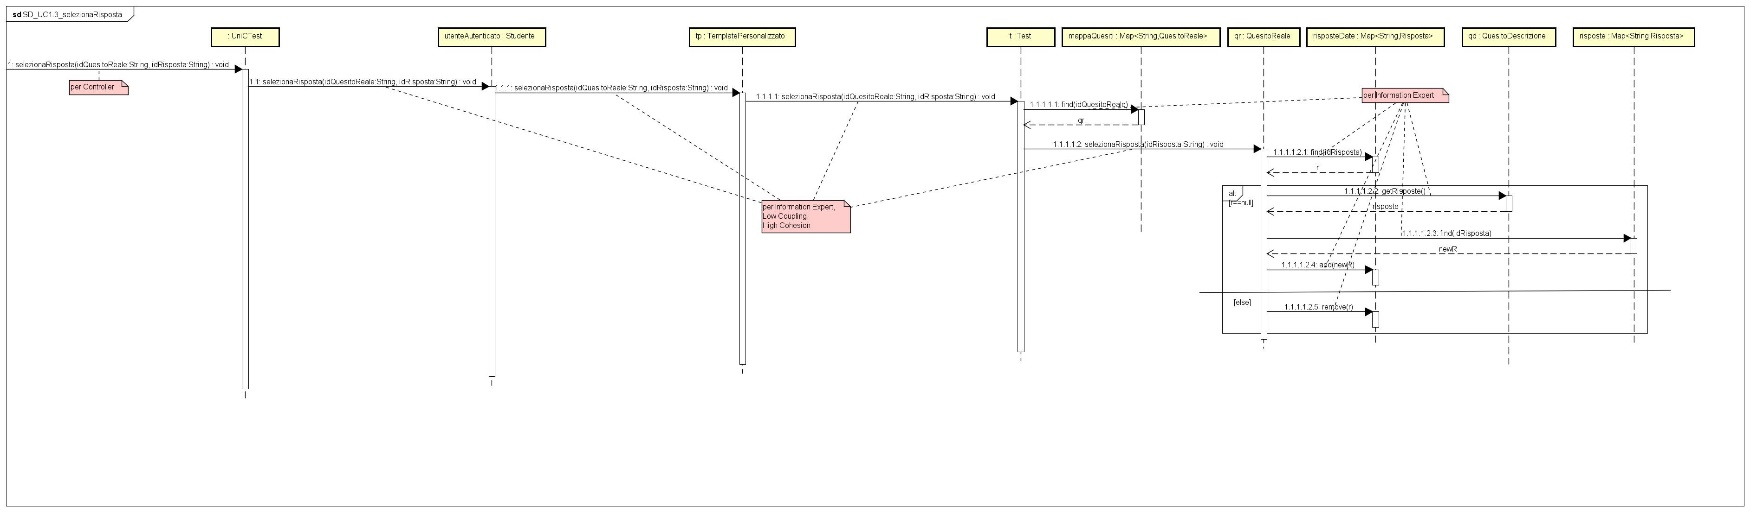 sd SD_UC1.3_selezionaRisposta
: UniCTest
utenteAutenticato : Studente
tp : TemplatePersonalizzato
t : Test
mappaQuesiti : Map<String,QuesitoReale>
qr : QuesitoReale
risposteDate : Map<String,Risposta>
qd : QuesitoDescrizione
risposte : Map<String,Risposta>
1: selezionaRisposta(idQuesitoReale:String, idRisposta:String) : void
per Controller
1.1: selezionaRisposta(idQuesitoReale:String, idRisposta:String) : void
1.1.1: selezionaRisposta(idQuesitoReale:String, idRisposta:String) : void
1.1.1.1: selezionaRisposta(idQuesitoReale:String, idRisposta:String) : void
1.1.1.1.1: find(idQuesitoReale)
qr
per Information Expert
1.1.1.1.2: selezionaRisposta(idRisposta:String) : void
1.1.1.1.2.1: find(idRisposta)
r
alt
[r==null]
1.1.1.1.2.2: getRisposte()
risposte
per Information Expert,
Low Coupling,
High Cohesion
1.1.1.1.2.3: find(idRisposta)
newR
1.1.1.1.2.4: add(newR)
[else]
1.1.1.1.2.5: remove(r)